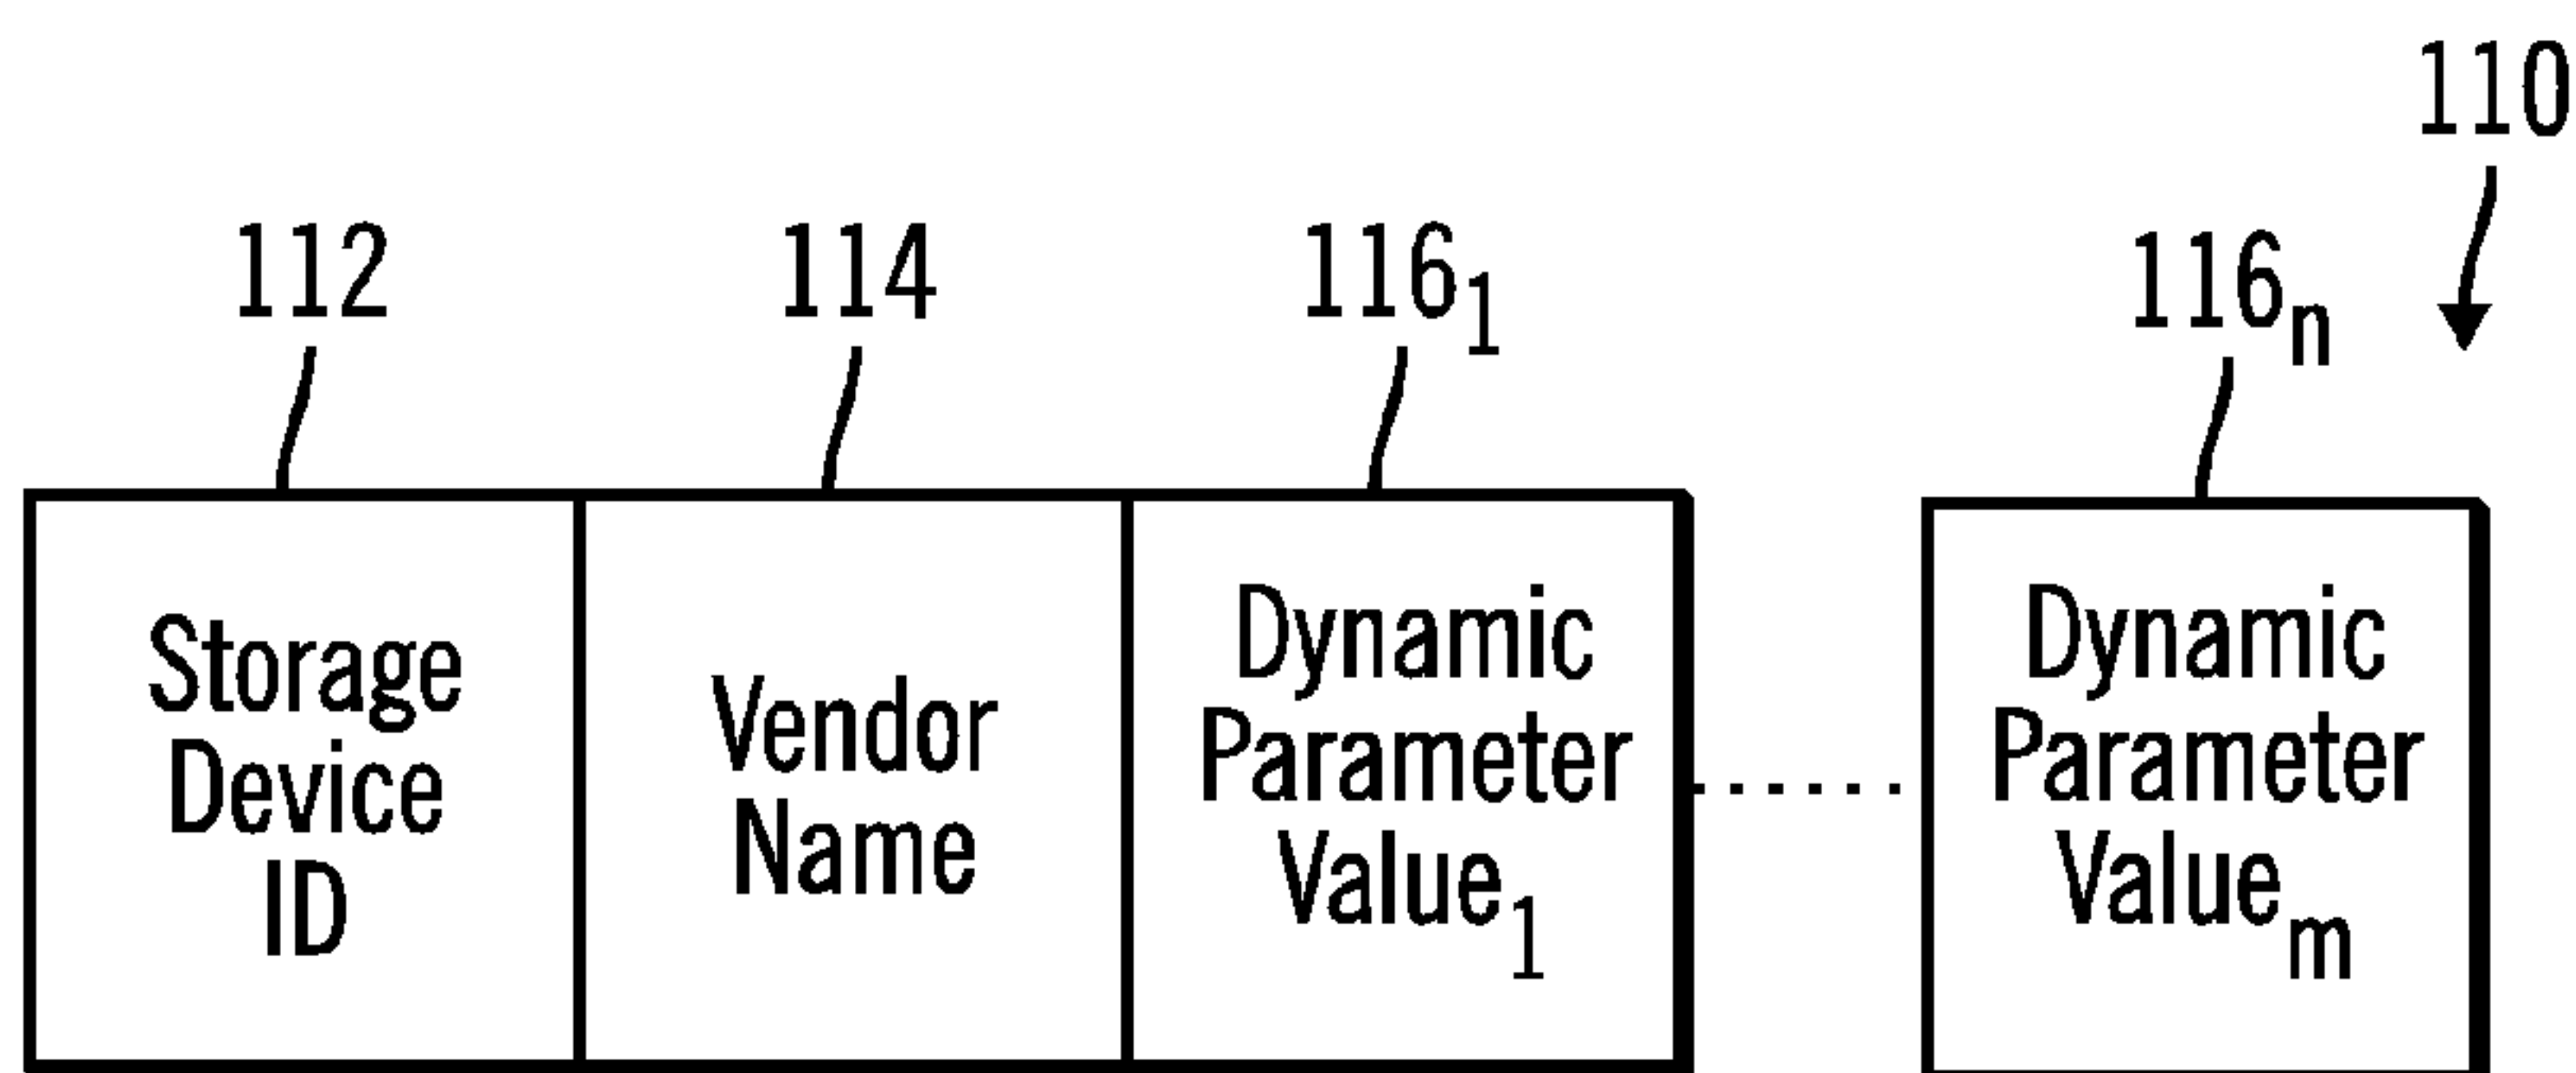 110
112 114 116₁ 116ₙ
Storage
Device
ID
Vendor
Name
Dynamic
Parameter
Value₁
......
Dynamic
Parameter
Valueₘ